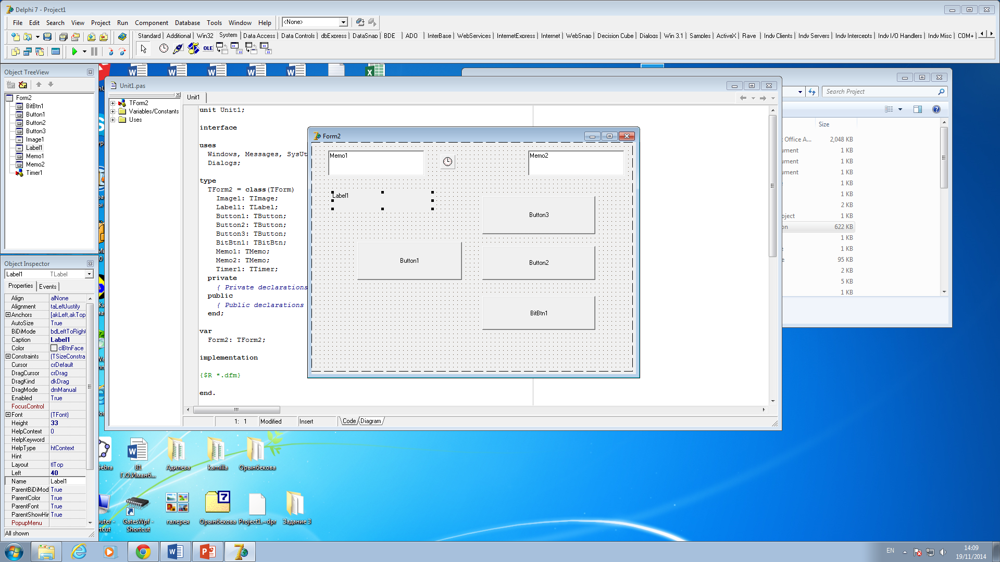 Delphi 7 - Project1
File Edit Search View Project Run Component Database Tools Window Help <None>
Standard Additional Win32 System Data Access Data Controls dbExpress DataSnap BDE ADO InterBase WebServices InternetExpress Internet WebSnap Decision Cube Dialogs Win 3.1 Samples ActiveX Rave Indy Clients Indy Servers Indy Intercepts Indy I/O Handlers Indy Misc COM+
OLE
Object TreeView
Form2
BitBtn1
Button1
Button2
Button3
Image1
Label1
Memo1
Memo2
Timer1
Object Inspector
Label1 TLabel
Properties Events
Align alNone
Alignment taLeftJustify
Anchors [akLeft,akTop
AutoSize True
BiDiMode bdLeftToRight
Caption Label1
Color clBtnFace
Constraints (TSizeConstra
Cursor crDefault
DragCursor crDrag
DragKind dkDrag
DragMode dmManual
Enabled True
FocusControl
Font (TFont)
Height 33
HelpContext 0
HelpKeyword
HelpType htContext
Hint
Layout tlTop
Left 40
Name Label1
ParentBiDiMod True
ParentColor True
ParentFont True
ParentShowHin True
PopupMenu
All shown
Unit1.pas
TForm2
Variables/Constants
Uses
Unit1
unit Unit1;
interface
uses
Windows, Messages, SysUt
Dialogs;
type
TForm2 = class(TForm)
Image1: TImage;
Label1: TLabel;
Button1: TButton;
Button2: TButton;
Button3: TButton;
BitBtn1: TBitBtn;
Memo1: TMemo;
Memo2: TMemo;
Timer1: TTimer;
private
{ Private declarations
public
{ Public declarations
end;
var
Form2: TForm2;
implementation
{$R *.dfm}
end.
1: 1 Modified Insert Code Diagram
Form2
Memo1
Memo2
Label1
Button3
Button1
Button2
BitBtn1
Search Project
Size
t Office A... 2,048 KB
ument 1 KB
ument 1 KB
e 1 KB
1 KB
2 KB
oject 1 KB
on 622 KB
1 KB
e 1 KB
e 95 KB
2 KB
5 KB
1 KB
ebra
В1 Г.О.Иманб...
Адилева
kamilla
Орынбекова
puter -
rtcut
GatesWpf -
Shortcut
галерея
7
Орынбекова
Project1.~dpr
Задание 3
EN
14:09
19/11/2014